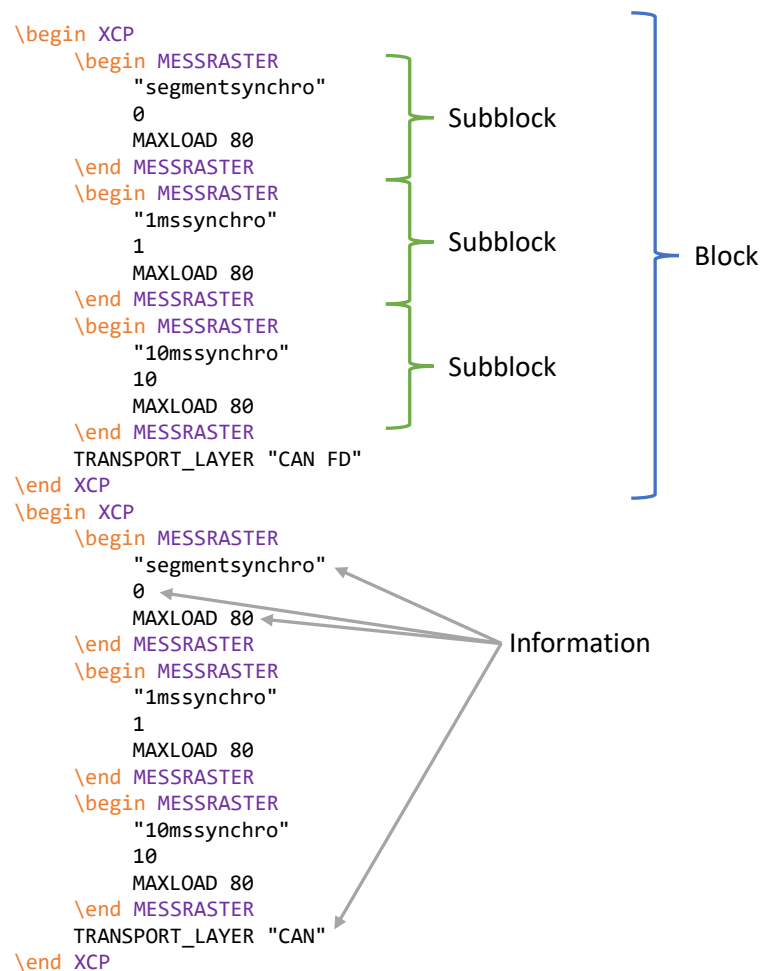 \begin XCP
\begin MESSRASTER
"segmentsynchro"
0
MAXLOAD 80
\end MESSRASTER
Subblock
\begin MESSRASTER
"1mssynchro"
1
MAXLOAD 80
\end MESSRASTER
Subblock
\begin MESSRASTER
"10mssynchro"
10
MAXLOAD 80
\end MESSRASTER
Subblock
TRANSPORT_LAYER "CAN FD"
\end XCP
Block
\begin XCP
\begin MESSRASTER
"segmentsynchro"
0
MAXLOAD 80
\end MESSRASTER
\begin MESSRASTER
"1mssynchro"
1
MAXLOAD 80
\end MESSRASTER
\begin MESSRASTER
"10mssynchro"
10
MAXLOAD 80
\end MESSRASTER
TRANSPORT_LAYER "CAN"
\end XCP
Information